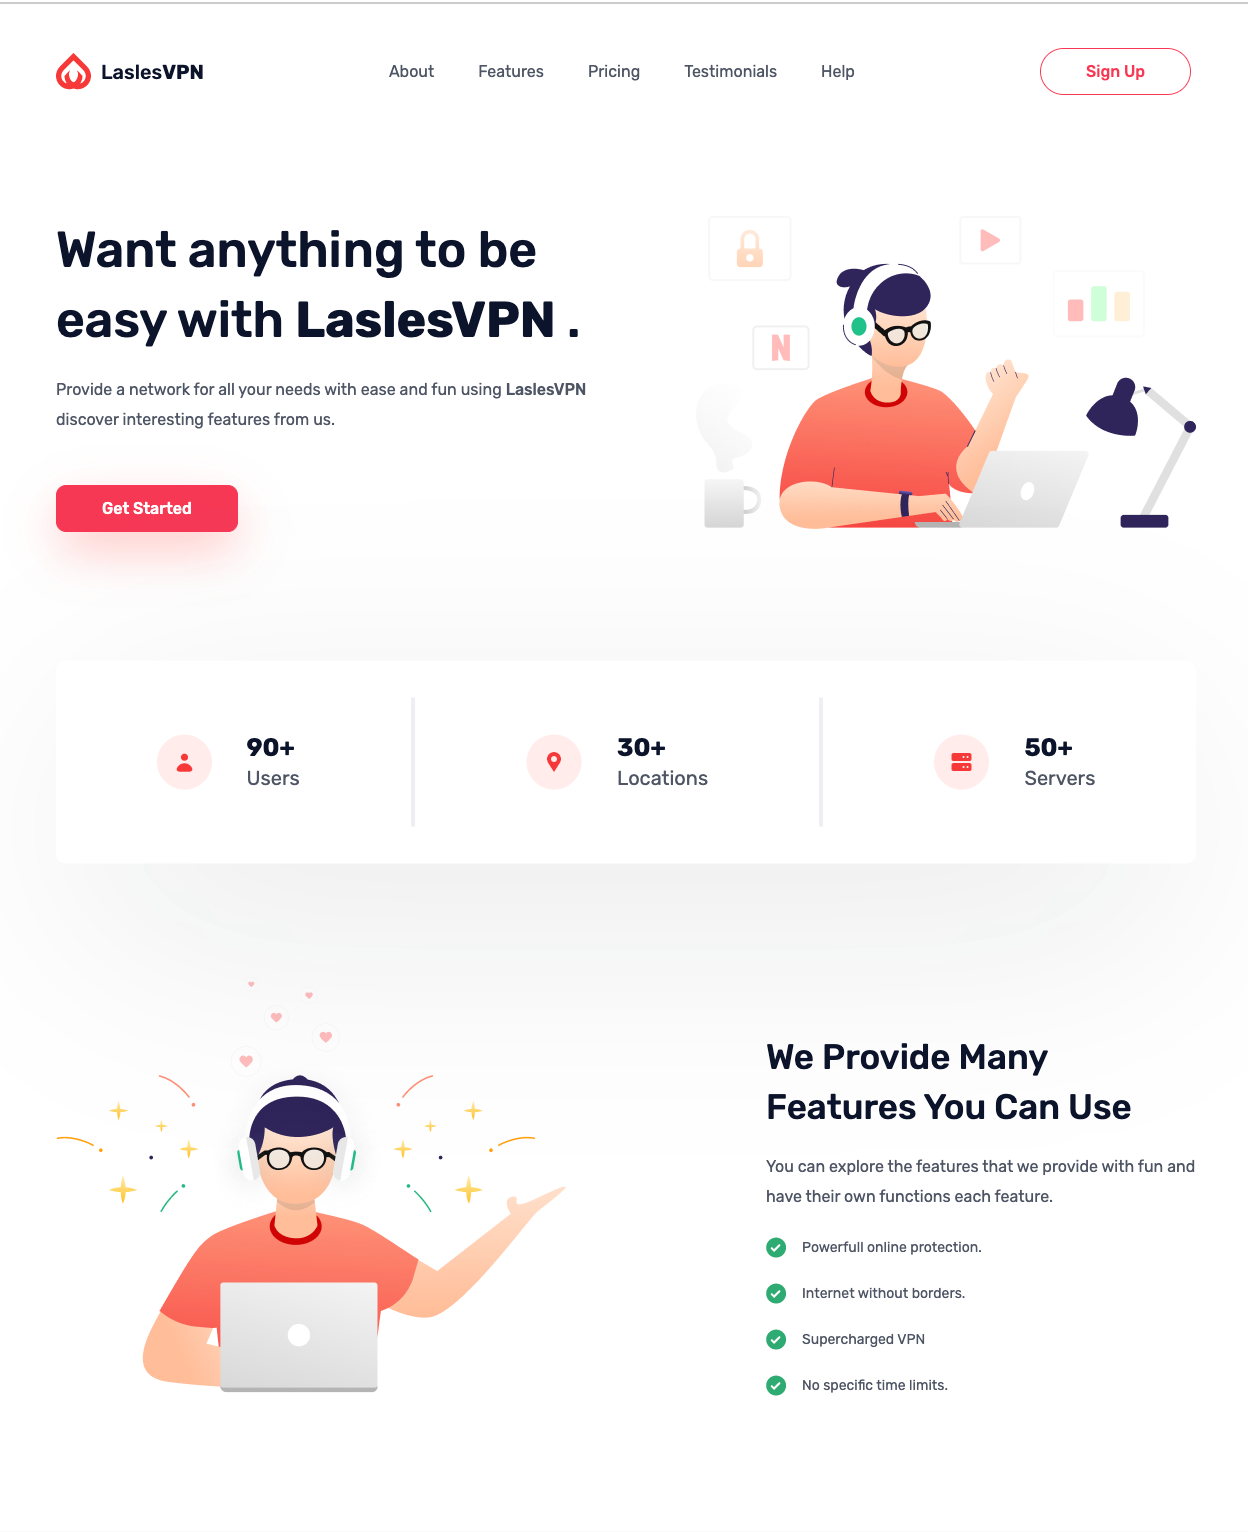 LaslesVPN
About Features Pricing Testimonials Help
Sign Up
Want anything to be
easy with LaslesVPN .
Provide a network for all your needs with ease and fun using LaslesVPN
discover interesting features from us.
Get Started
N
90+
Users
30+
Locations
50+
Servers
We Provide Many
Features You Can Use
You can explore the features that we provide with fun and
have their own functions each feature.
Powerfull online protection.
Internet without borders.
Supercharged VPN
No specific time limits.